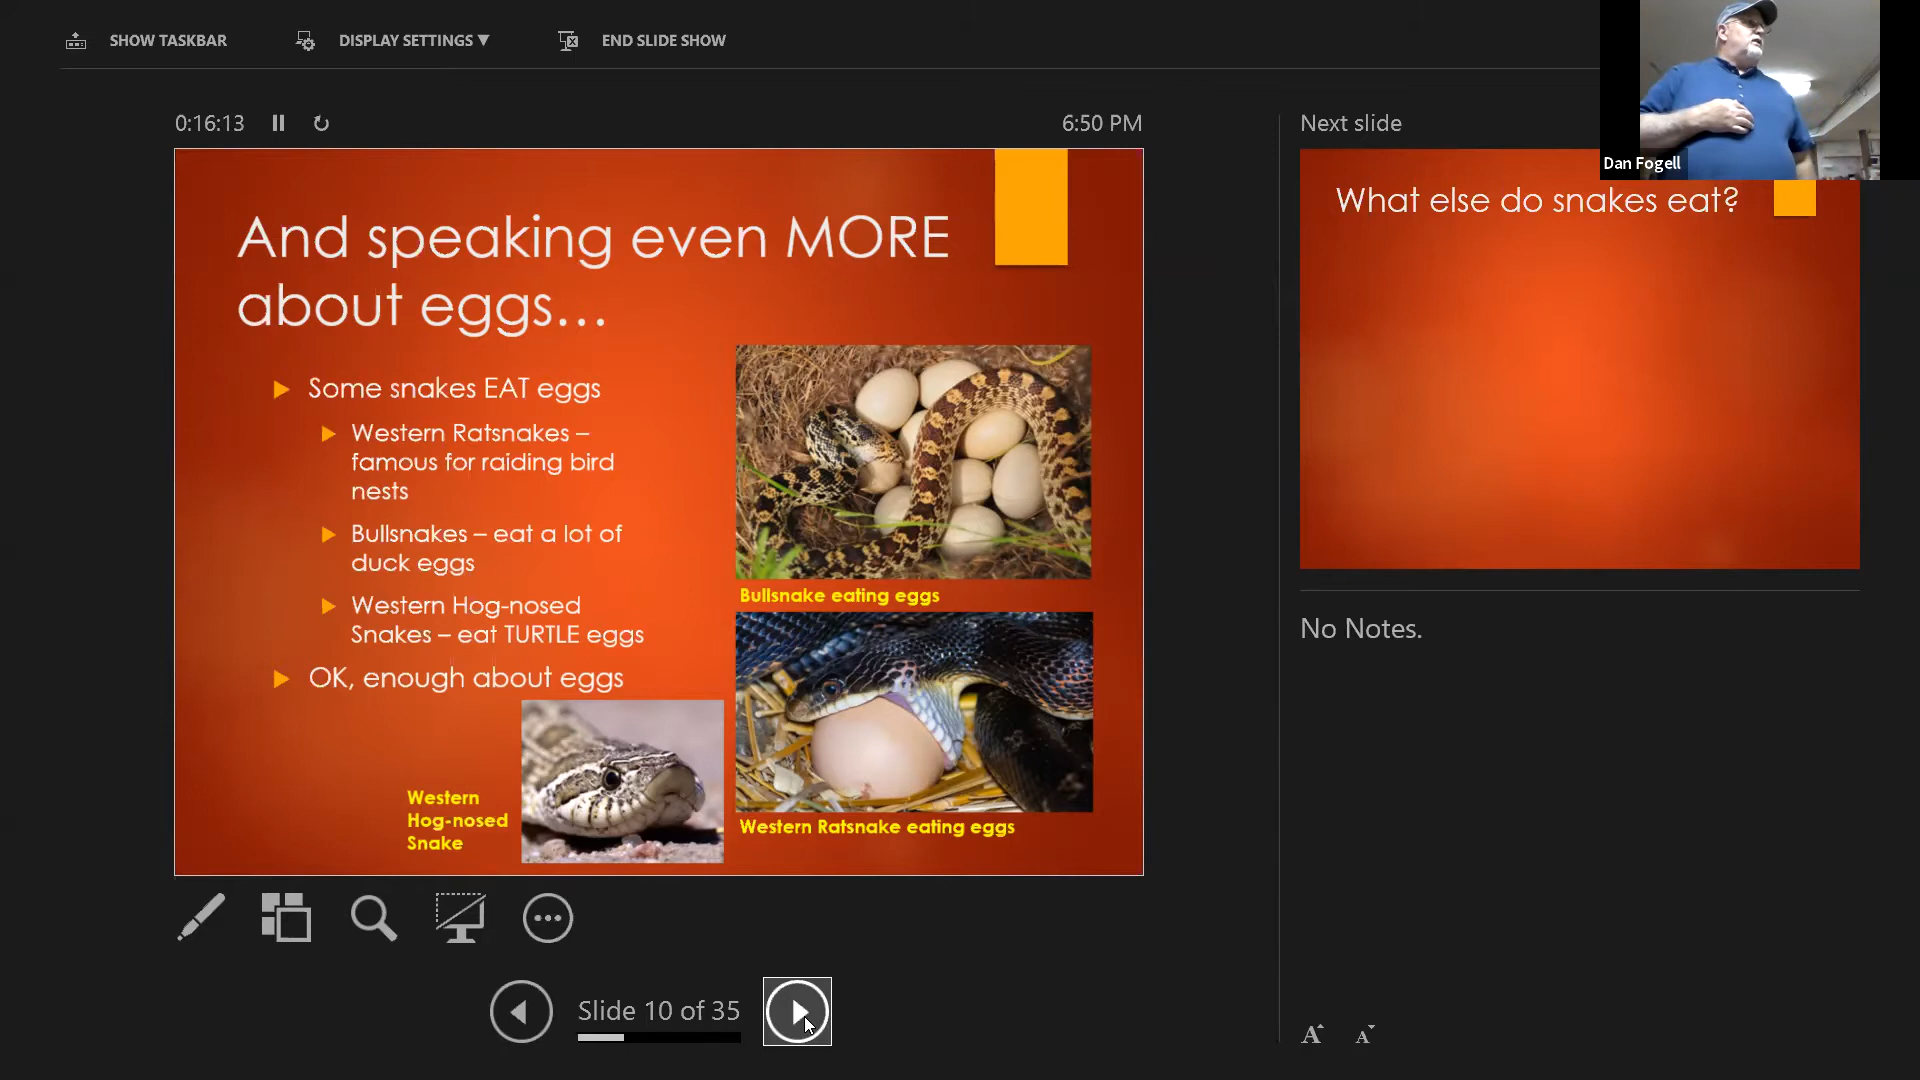 SHOW TASKBAR
DISPLAY SETTINGS ▼
END SLIDE SHOW
0:16:13
6:50 PM
Next slide
Dan Fogell
And speaking even MORE
about eggs…
Some snakes EAT eggs
Western Ratsnakes –
famous for raiding bird
nests
Bullsnakes – eat a lot of
duck eggs
Western Hog-nosed
Snakes – eat TURTLE eggs
OK, enough about eggs
Bullsnake eating eggs
Western Ratsnake eating eggs
Western
Hog-nosed
Snake
What else do snakes eat?
No Notes.
Slide 10 of 35
A
A